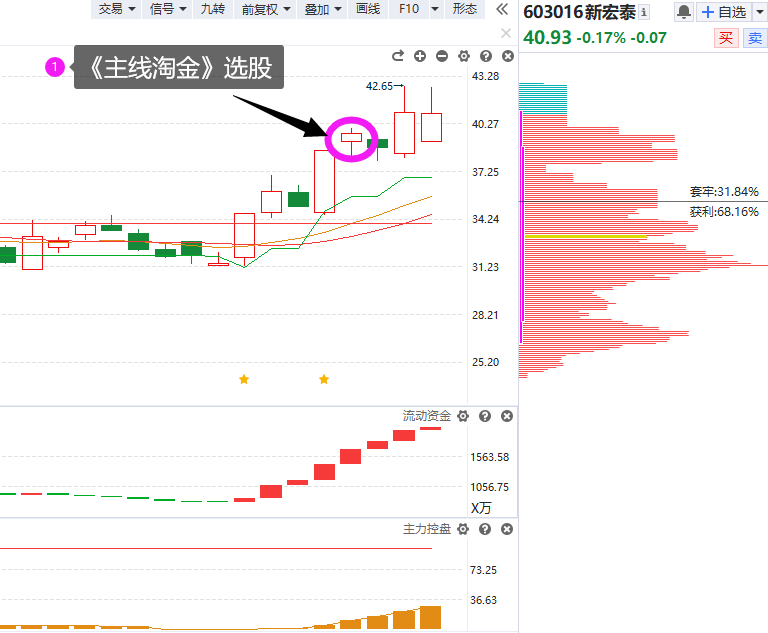 交易 信号 九转 前复权 叠加 画线 F10 形态
603016新宏泰
40.93 -0.17% -0.07
自选
买 卖
1 《主线淘金》选股
42.65
43.28
40.27
37.25
34.24
31.23
28.21
25.20
套牢:31.84%
获利:68.16%
流动资金
1563.58
1056.75
X万
主力控盘
73.25
36.63